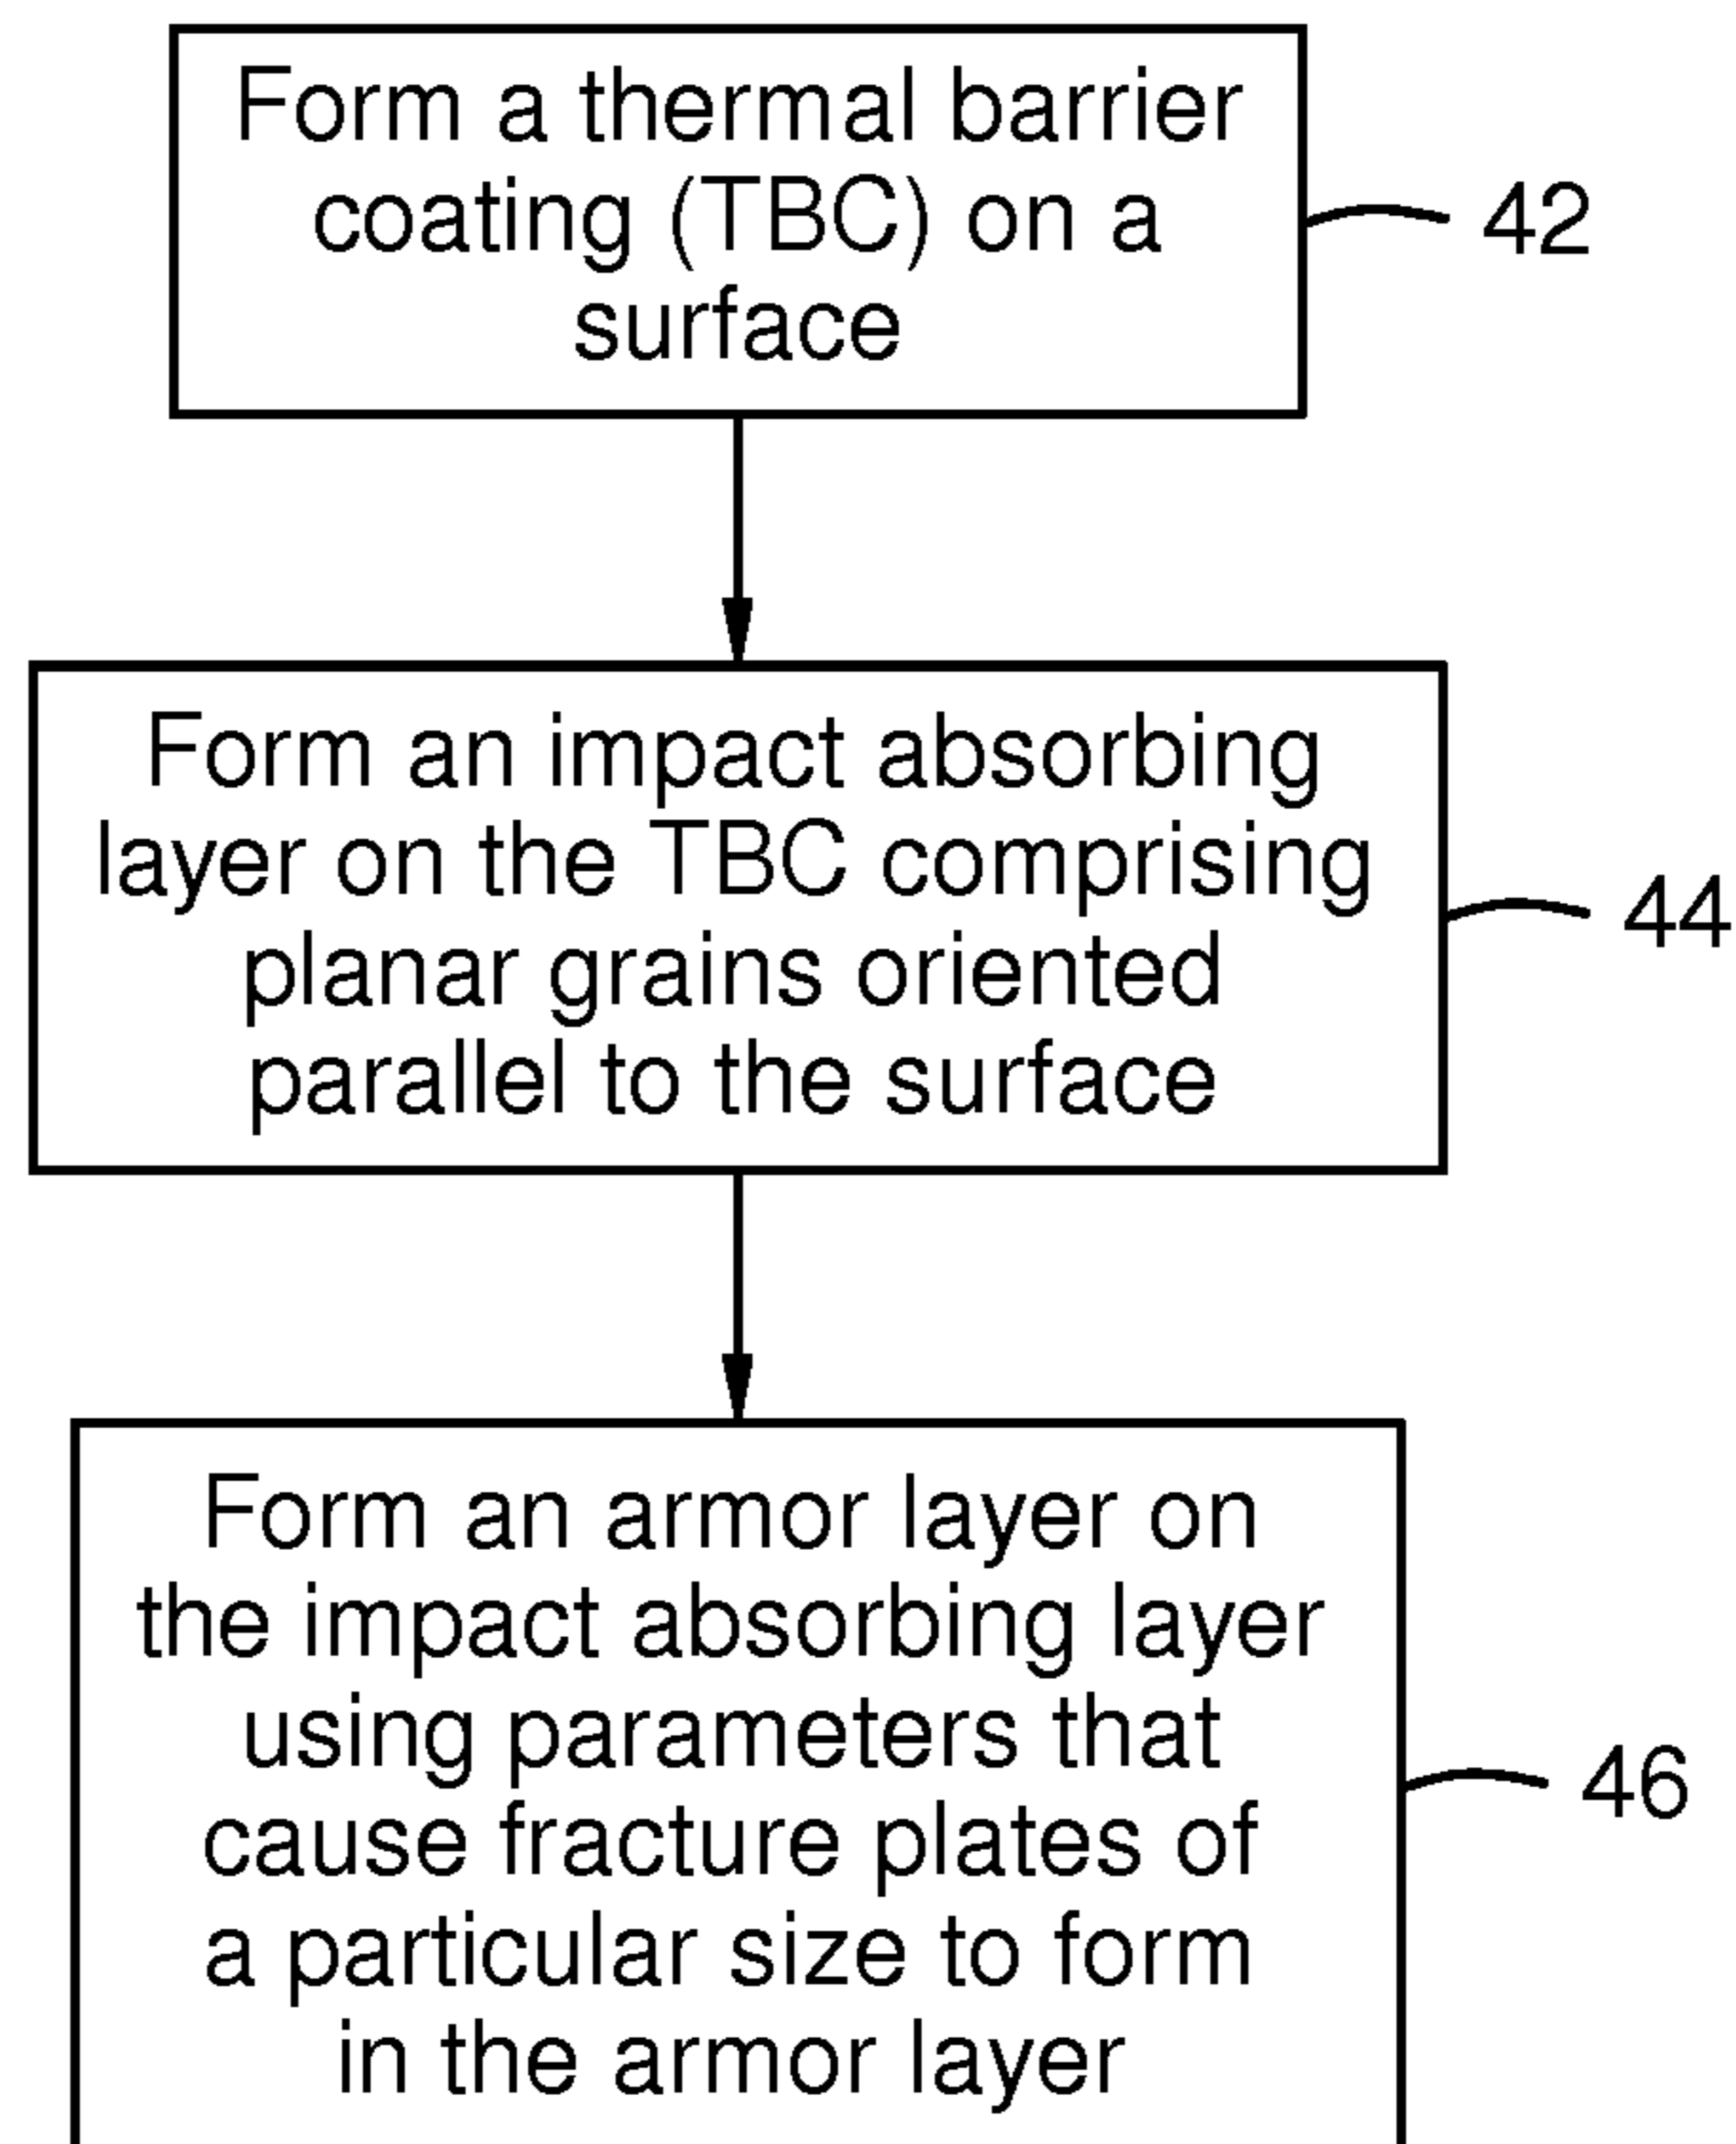 Form a thermal barrier
coating (TBC) on a
surface
42
Form an impact absorbing
layer on the TBC comprising
planar grains oriented
parallel to the surface
44
Form an armor layer on
the impact absorbing layer
using parameters that
cause fracture plates of
a particular size to form
in the armor layer
46